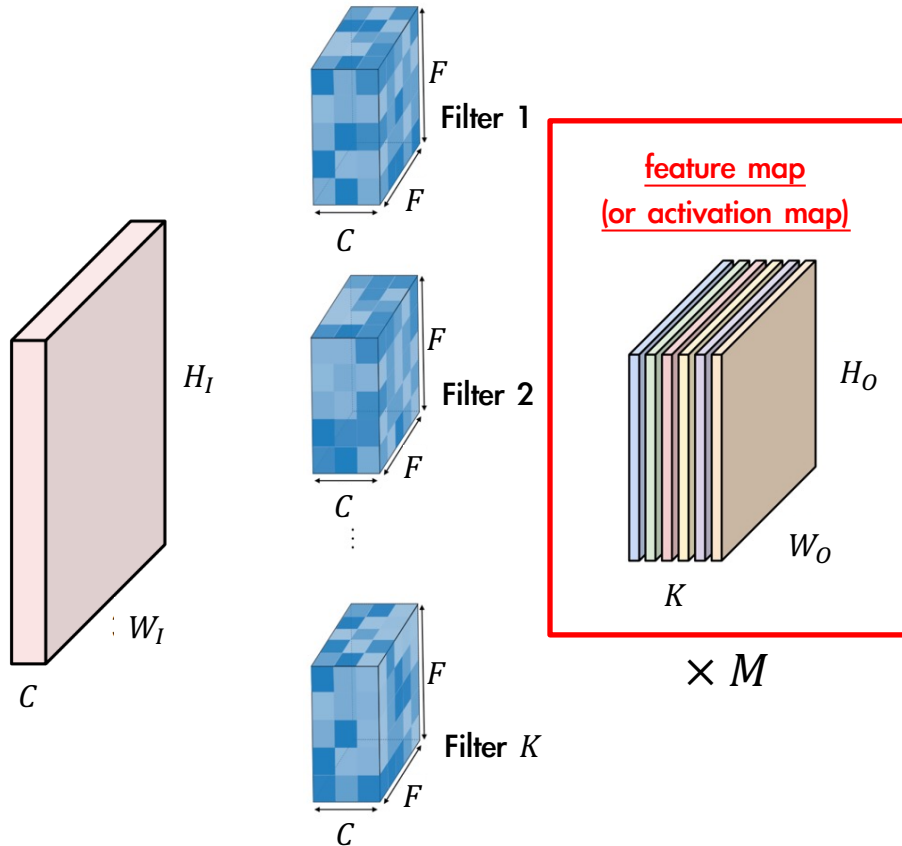 F
Filter 1
F
C
feature map
(or activation map)
H_I
F
Filter 2
F
C
⋮
H_O
W_O
K
W_I
C
F
Filter K
F
C
× M